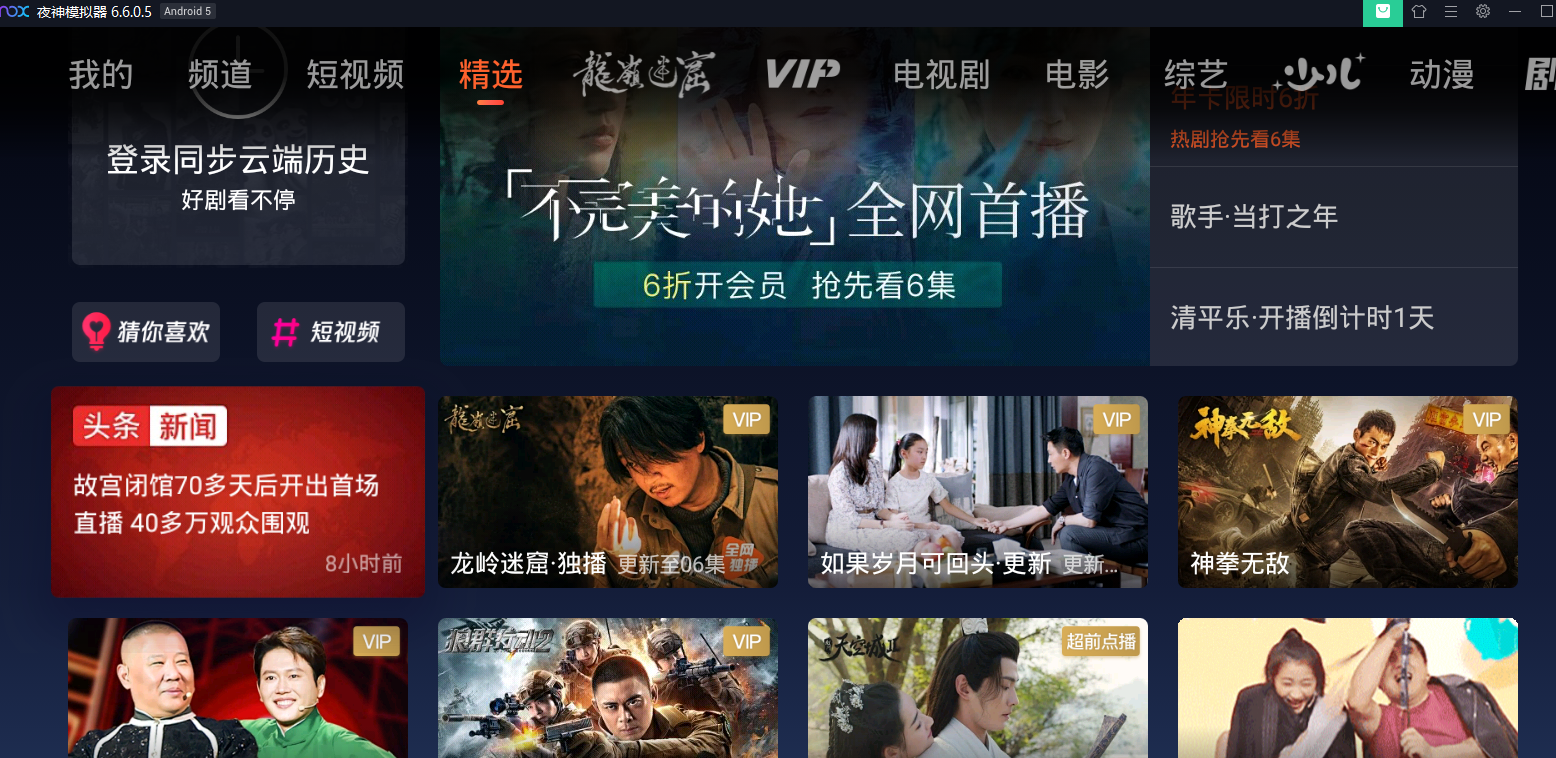 nox 夜神模拟器 6.6.0.5 Android 5
我的 频道 短视频 精选 龍嶺迷窟 VIP 电视剧 电影 综艺 少儿 动漫 剧
年卡限时6折
热剧抢先看6集
登录同步云端历史
好剧看不停
「不完美的她」全网首播
6折开会员 抢先看6集
歌手·当打之年
清平乐·开播倒计时1天
猜你喜欢
短视频
头条 新闻
故宫闭馆70多天后开出首场
直播 40多万观众围观
8小时前
龍嶺迷窟
VIP
全网
独播
龙岭迷窟·独播 更新至06集
VIP
如果岁月可回头·更新 更新...
神拳无敌
VIP
神拳无敌
VIP
狼群行动2
VIP
天空城II
超前点播